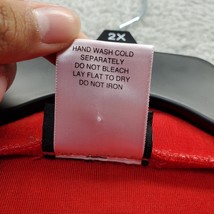 2X
HAND WASH COLD
SEPARATELY
DO NOT BLEACH
LAY FLAT TO DRY
DO NOT IRON